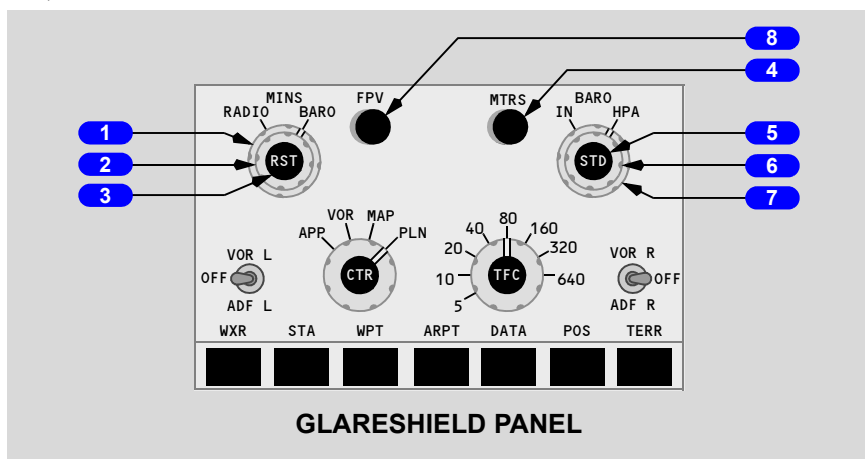 8
4
MINS
FPV
MTRS
BARO
RADIO
BARO
IN
HPA
1
2
3
RST
STD
5
6
7
VOR
MAP
APP
PLN
CTR
80
40
160
20
320
10
640
5
TFC
VOR L
OFF
ADF L
VOR R
OFF
ADF R
WXR STA WPT ARPT DATA POS TERR
GLARESHIELD PANEL